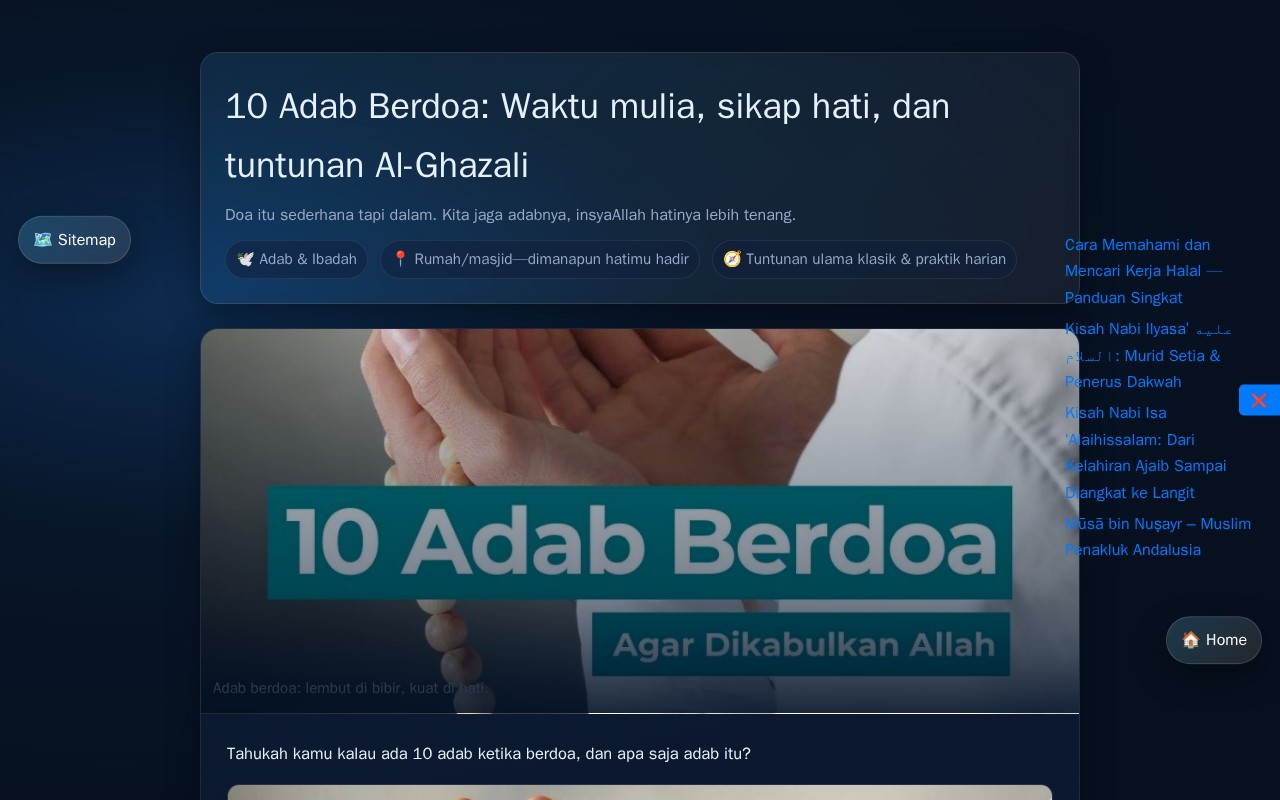 10 Adab Berdoa: Waktu mulia, sikap hati, dan
tuntunan Al-Ghazali
Doa itu sederhana tapi dalam. Kita jaga adabnya, insyaAllah hatinya lebih tenang.
🕊️ Adab & Ibadah
📍 Rumah/masjid—dimanapun hatimu hadir
🧭 Tuntunan ulama klasik & praktik harian
🗺️ Sitemap
Cara Memahami dan
Mencari Kerja Halal —
Panduan Singkat
Kisah Nabi Ilyasa' عليه
السلام: Murid Setia &
Penerus Dakwah
Kisah Nabi Isa
'Alaihissalam: Dari
Kelahiran Ajaib Sampai
Diangkat ke Langit
Mūsā bin Nuṣayr – Muslim
Penakluk Andalusia
❌
10 Adab Berdoa
Agar Dikabulkan Allah
Adab berdoa: lembut di bibir, kuat di hati.
🏠 Home
Tahukah kamu kalau ada 10 adab ketika berdoa, dan apa saja adab itu?